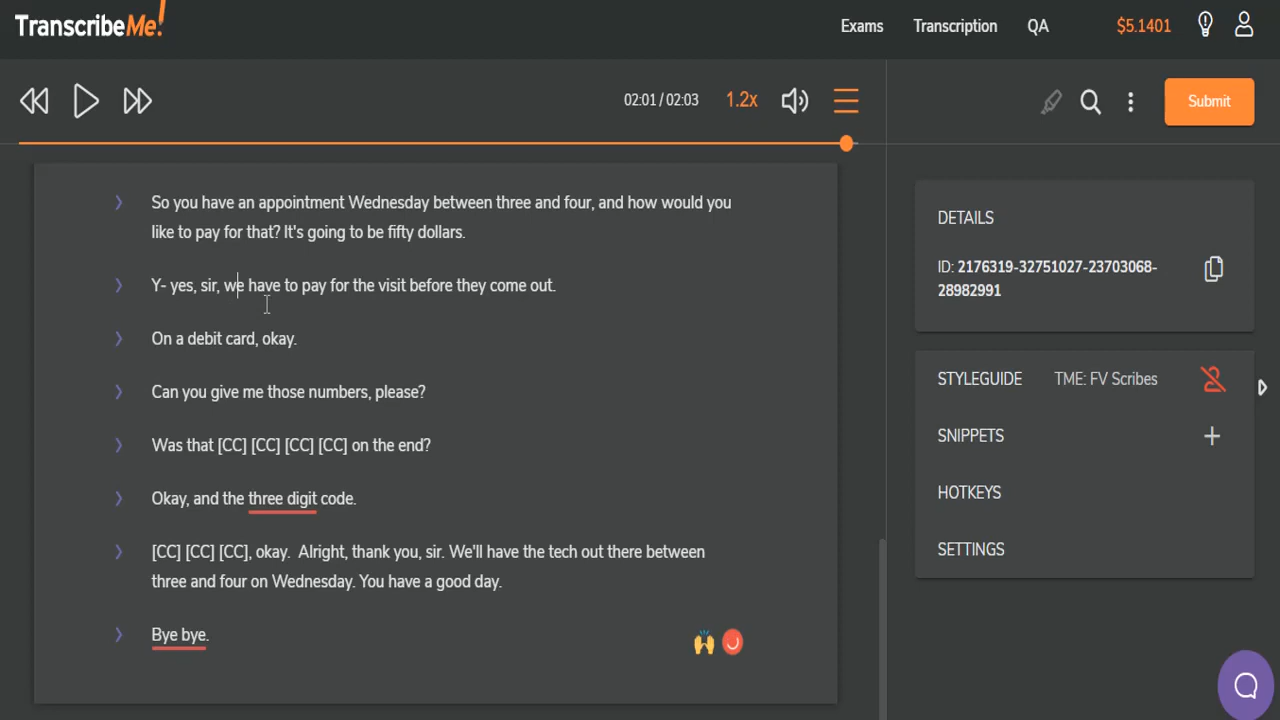 TranscribeMe!
Exams Transcription QA $5.1401
02:01 / 02:03 1.2x
Submit
So you have an appointment Wednesday between three and four, and how would you
like to pay for that? It's going to be fifty dollars.
Y- yes, sir, we have to pay for the visit before they come out.
On a debit card, okay.
Can you give me those numbers, please?
Was that [CC] [CC] [CC] [CC] on the end?
Okay, and the three digit code.
[CC] [CC] [CC], okay.  Alright, thank you, sir. We'll have the tech out there between
three and four on Wednesday. You have a good day.
Bye bye.
DETAILS
ID: 2176319-32751027-23703068-
28982991
STYLEGUIDE TME: FV Scribes
SNIPPETS
HOTKEYS
SETTINGS